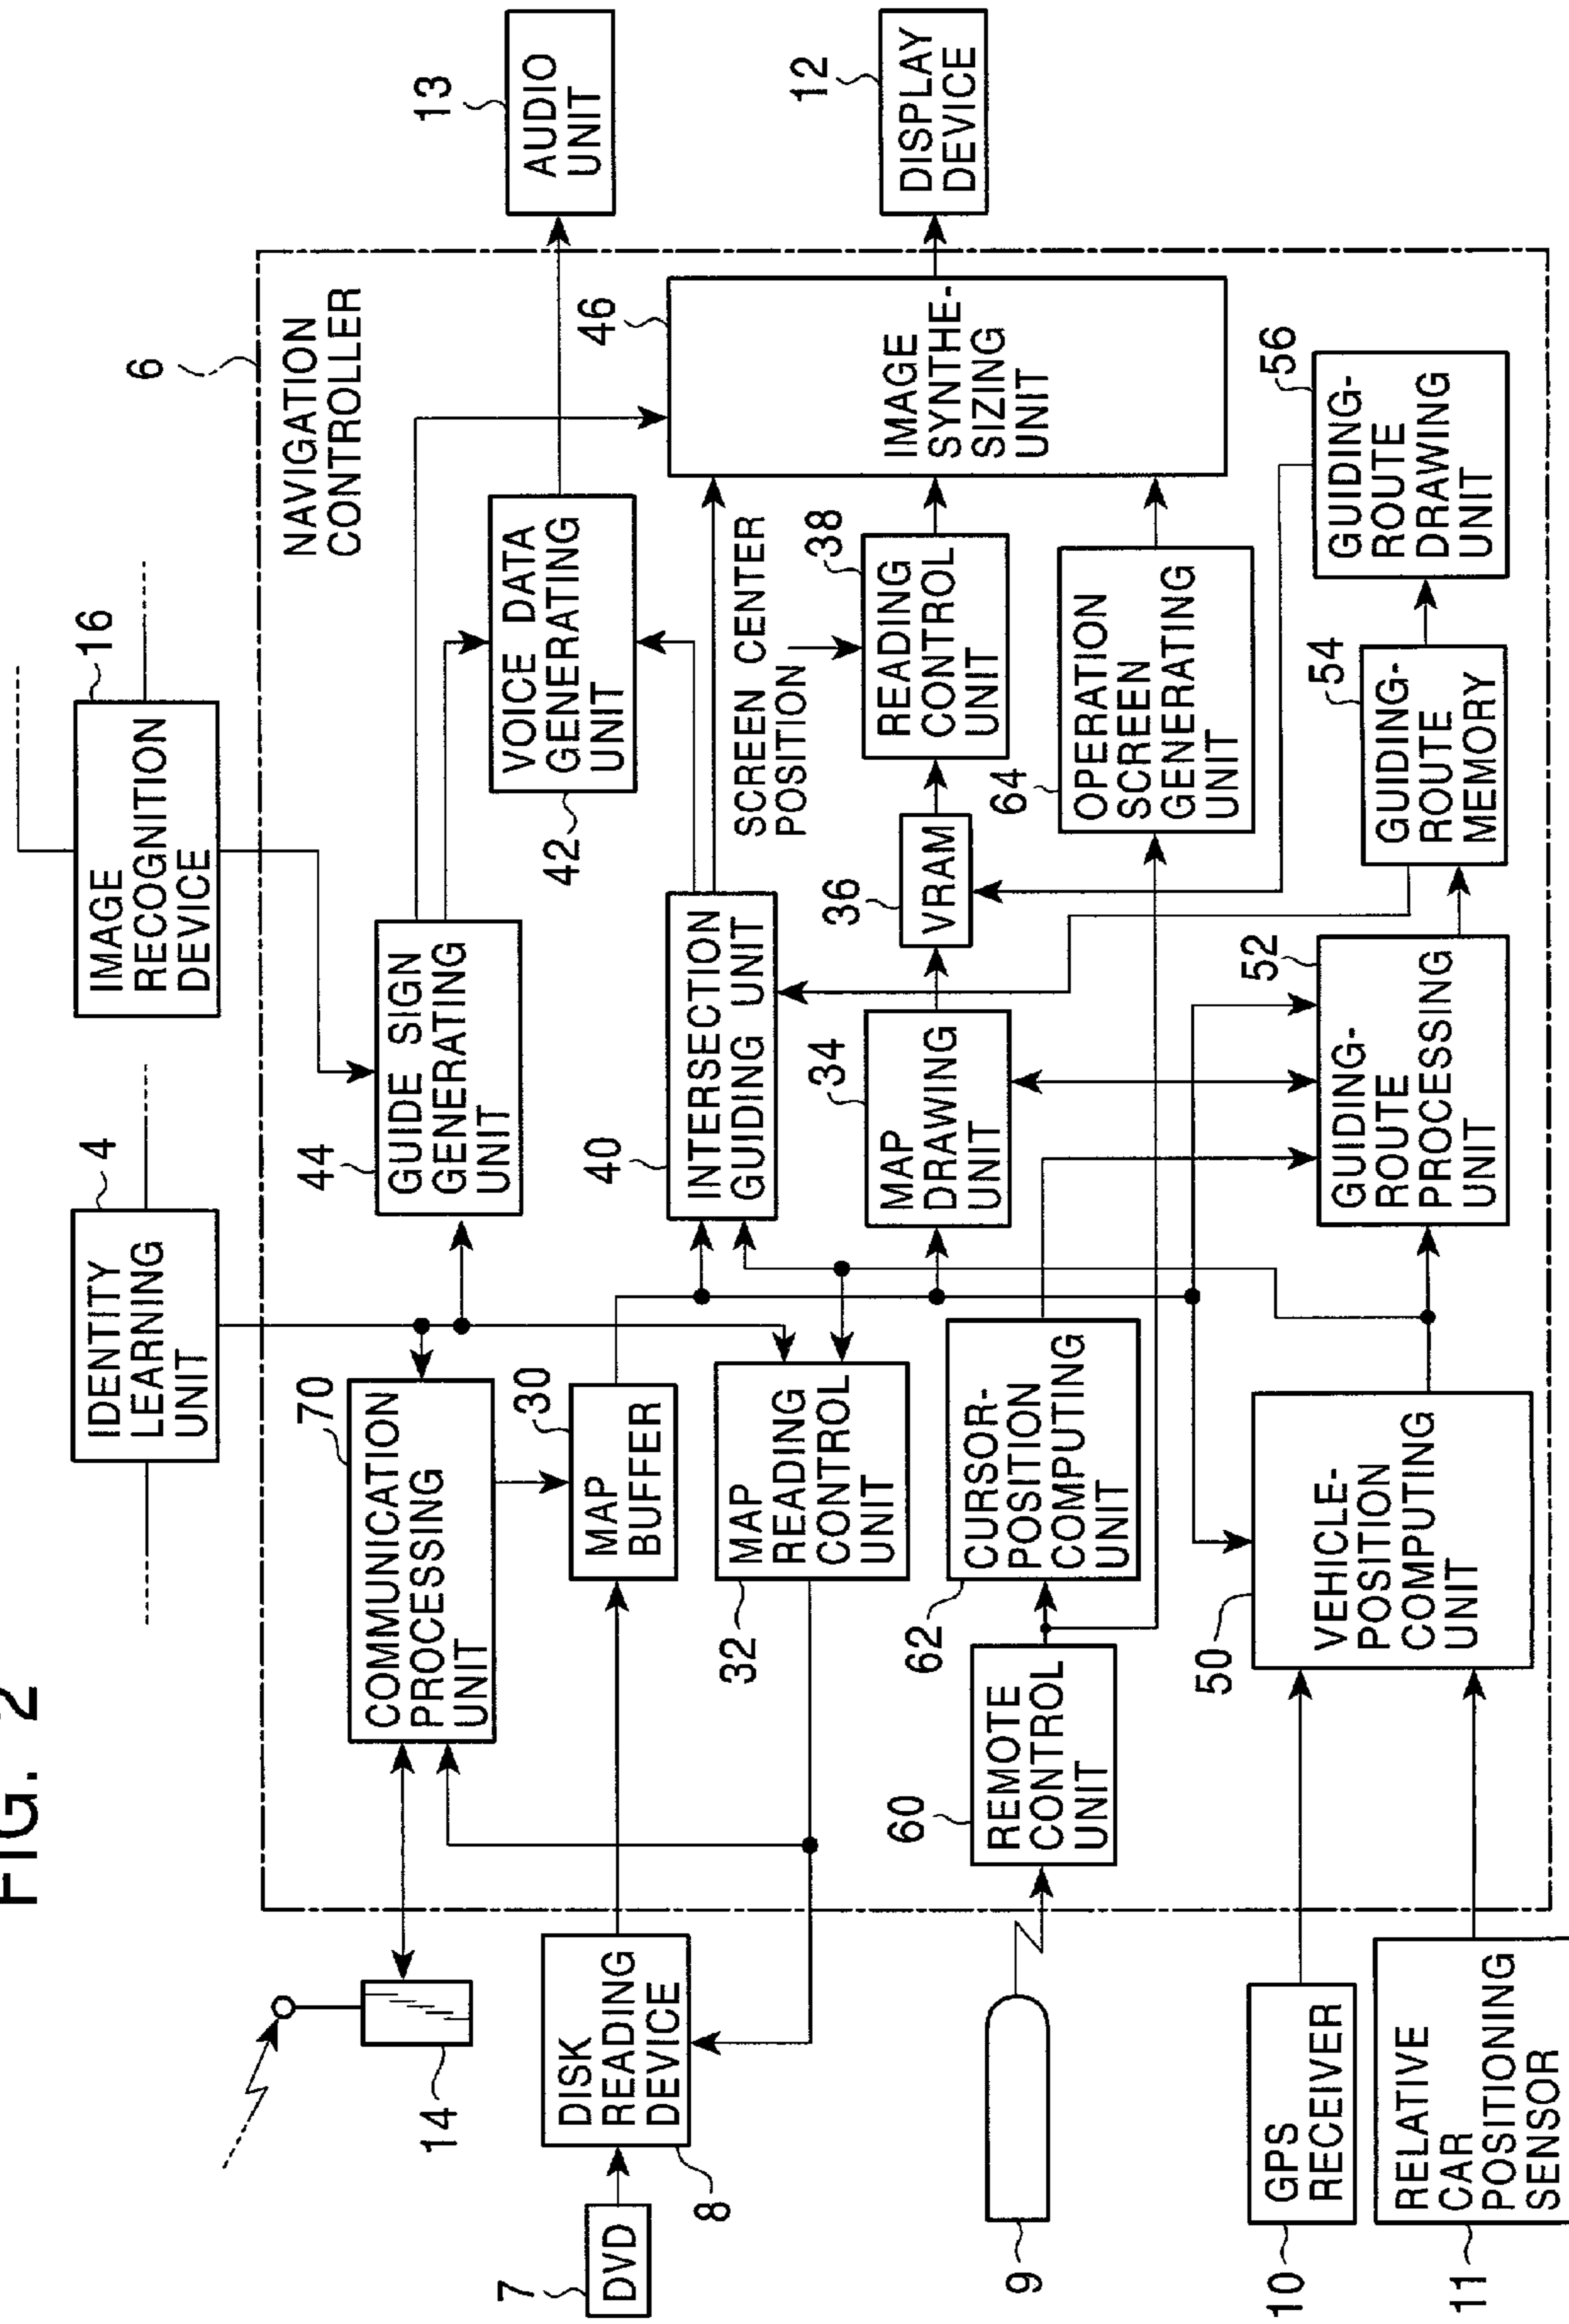 FIG. 2
6
NAVIGATION
CONTROLLER
IDENTITY
LEARNING
UNIT
4
IMAGE
RECOGNITION
DEVICE
16
14
COMMUNICATION
PROCESSING
UNIT
70
44
GUIDE SIGN
GENERATING
UNIT
VOICE DATA
GENERATING
UNIT
42
AUDIO
UNIT
13
7
DVD
DISK
READING
DEVICE
8
MAP
BUFFER
30
MAP
READING
CONTROL
UNIT
32
40
INTERSECTION
GUIDING UNIT
SCREEN CENTER
POSITION
46
IMAGE
SYNTHE-
SIZING
UNIT
DISPLAY
DEVICE
12
MAP
DRAWING
UNIT
34
36
VRAM
READING
CONTROL
UNIT
38
9
60
REMOTE
CONTROL
UNIT
62
CURSOR-
POSITION
COMPUTING
UNIT
64
OPERATION
SCREEN
GENERATING
UNIT
10
GPS
RECEIVER
11
RELATIVE
CAR
POSITIONING
SENSOR
50
VEHICLE-
POSITION
COMPUTING
UNIT
52
GUIDING-
ROUTE
PROCESSING
UNIT
54
GUIDING-
ROUTE
MEMORY
56
GUIDING-
ROUTE
DRAWING
UNIT